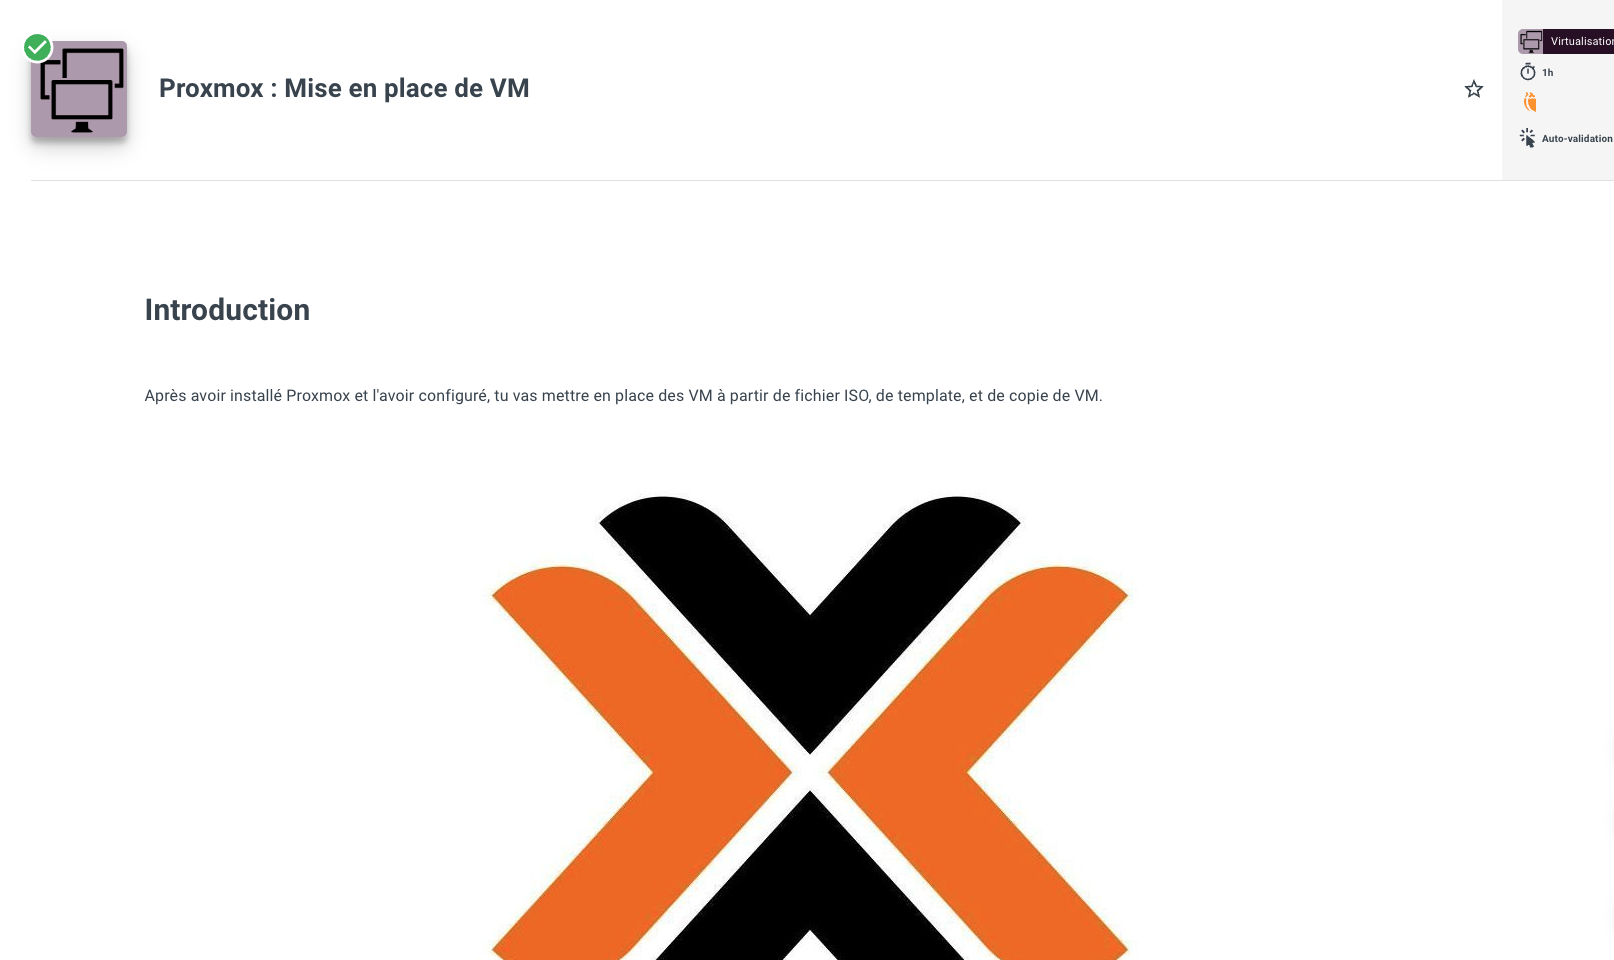 Proxmox : Mise en place de VM
Virtualisation
1h
Auto-validation
Introduction
Après avoir installé Proxmox et l'avoir configuré, tu vas mettre en place des VM à partir de fichier ISO, de template, et de copie de VM.